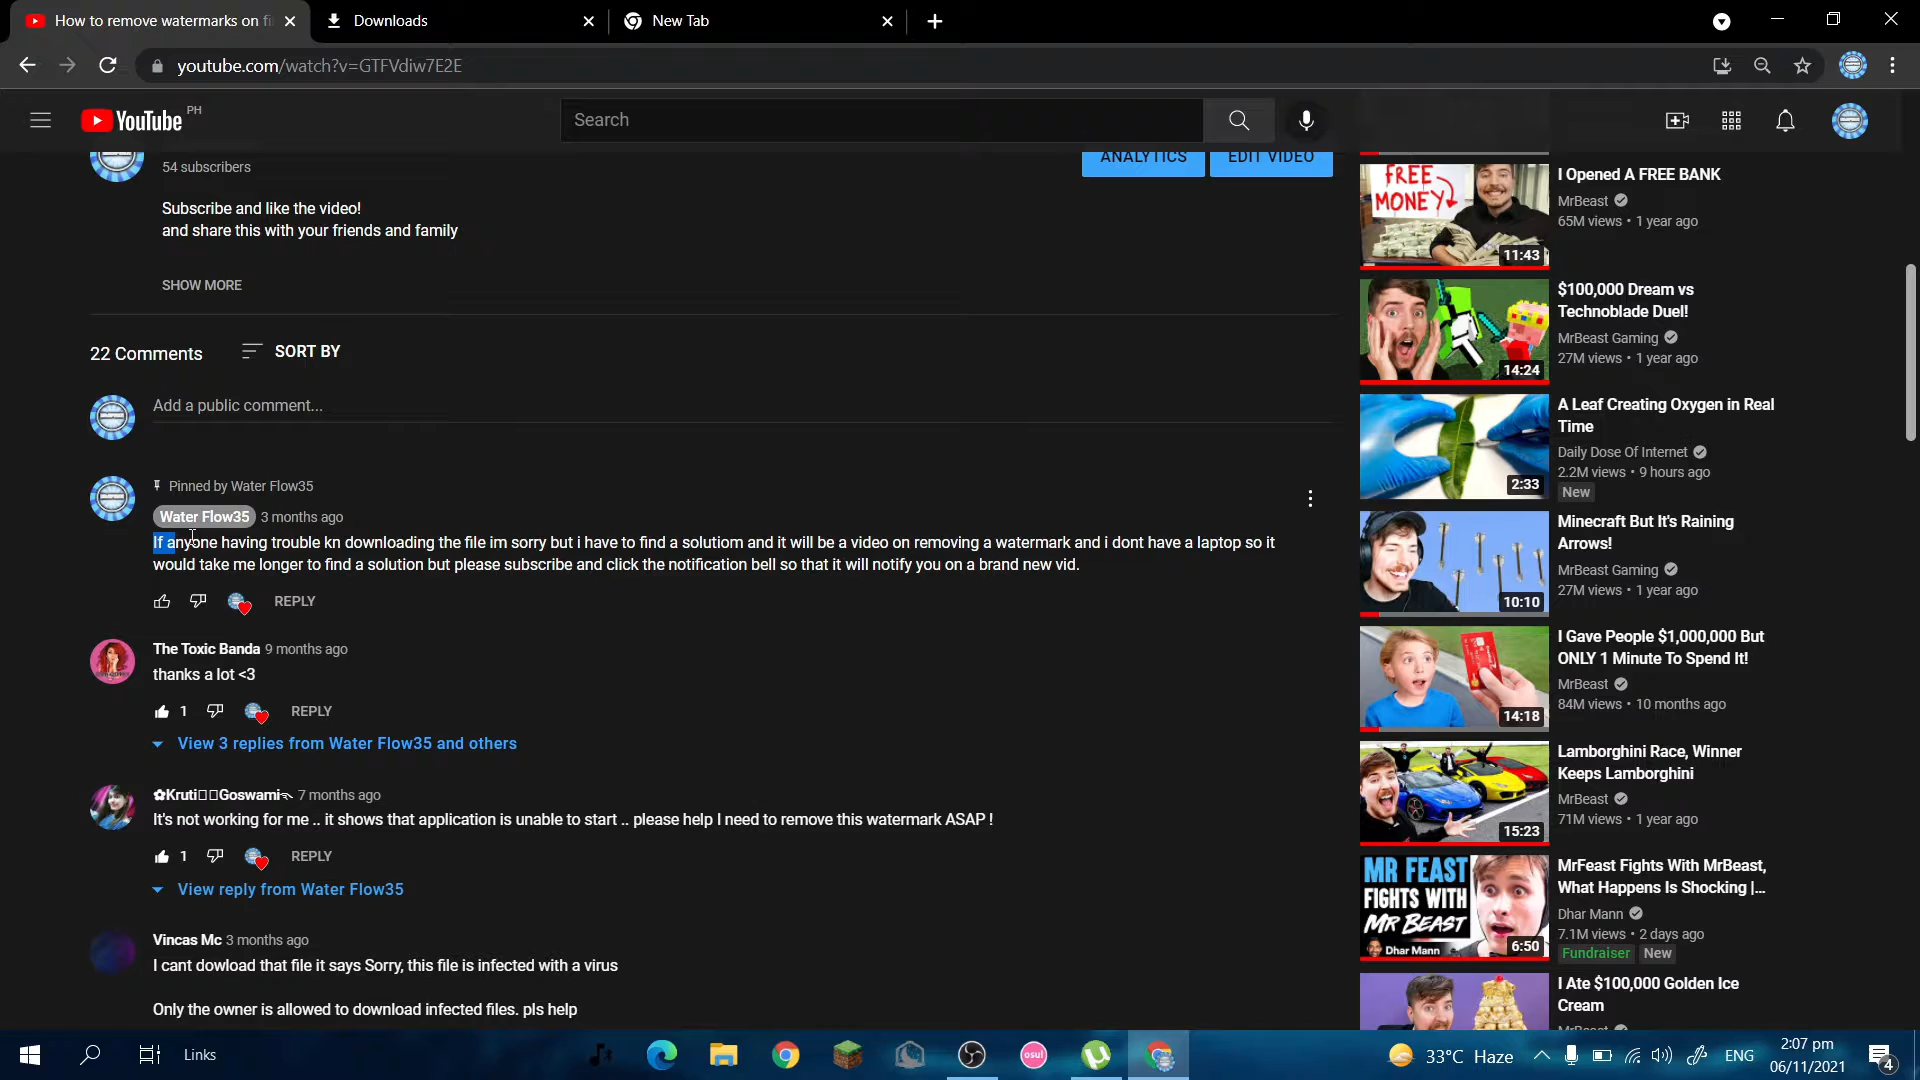 How to remove watermarks on fi
Downloads
New Tab
youtube.com/watch?v=GTFVdiw7E2E
YouTube PH
Search
54 subscribers
ANALYTICS
EDIT VIDEO
Subscribe and like the video!
and share this with your friends and family
SHOW MORE
22 Comments
SORT BY
Add a public comment...
Pinned by Water Flow35
Water Flow35 3 months ago
If anyone having trouble kn downloading the file im sorry but i have to find a solutiom and it will be a video on removing a watermark and i dont have a laptop so it
would take me longer to find a solution but please subscribe and click the notification bell so that it will notify you on a brand new vid.
REPLY
The Toxic Banda 9 months ago
thanks a lot <3
1 REPLY
View 3 replies from Water Flow35 and others
✿Kruti□□Goswami 7 months ago
It's not working for me .. it shows that application is unable to start .. please help I need to remove this watermark ASAP !
1 REPLY
View reply from Water Flow35
Vincas Mc 3 months ago
I cant dowload that file it says Sorry, this file is infected with a virus
Only the owner is allowed to download infected files. pls help
FREE
MONEY
11:43
I Opened A FREE BANK
MrBeast
65M views • 1 year ago
14:24
$100,000 Dream vs
Technoblade Duel!
MrBeast Gaming
27M views • 1 year ago
2:33
A Leaf Creating Oxygen in Real
Time
Daily Dose Of Internet
2.2M views • 9 hours ago
New
10:10
Minecraft But It's Raining
Arrows!
MrBeast Gaming
27M views • 1 year ago
14:18
I Gave People $1,000,000 But
ONLY 1 Minute To Spend It!
MrBeast
84M views • 10 months ago
15:23
Lamborghini Race, Winner
Keeps Lamborghini
MrBeast
71M views • 1 year ago
MR FEAST
FIGHTS WITH
MR BEAST
Dhar Mann
6:50
MrFeast Fights With MrBeast,
What Happens Is Shocking |...
Dhar Mann
7.1M views • 2 days ago
Fundraiser New
I Ate $100,000 Golden Ice
Cream
MrBeast
Links
osu!
33°C Haze
ENG
2:07 pm
06/11/2021
4